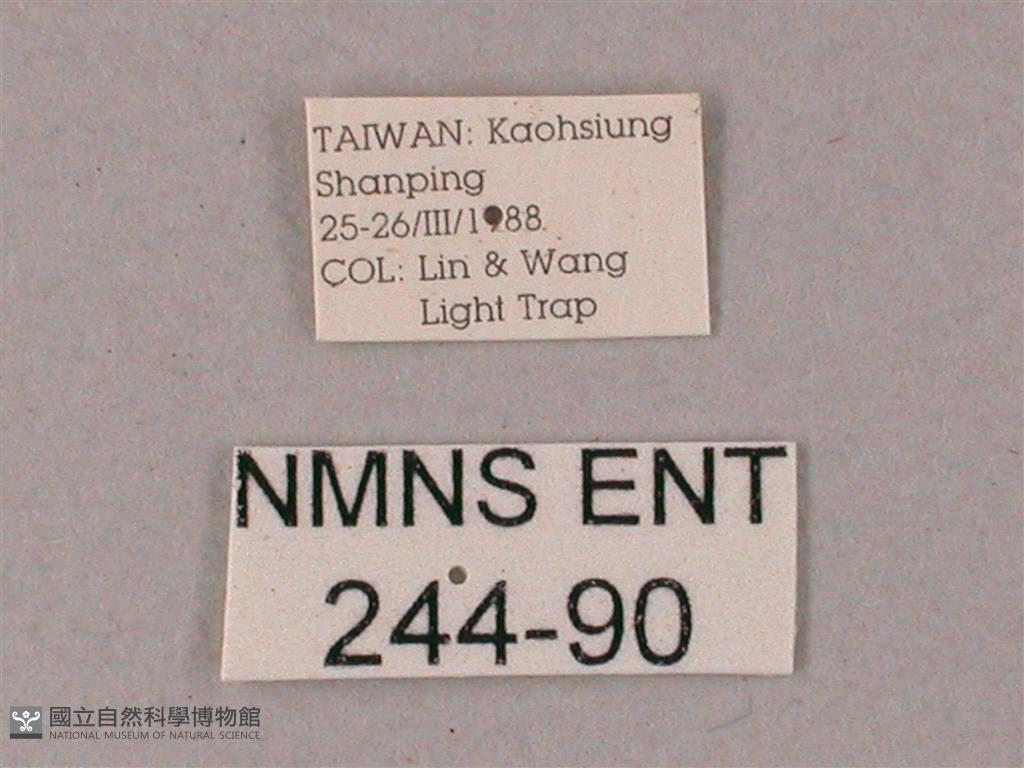 TAIWAN: Kaohsiung
Shanping
25-26/III/1988
COL: Lin & Wang
Light Trap
NMNS ENT
244-90
國立自然科學博物館
NATIONAL MUSEUM OF NATURAL SCIENCE